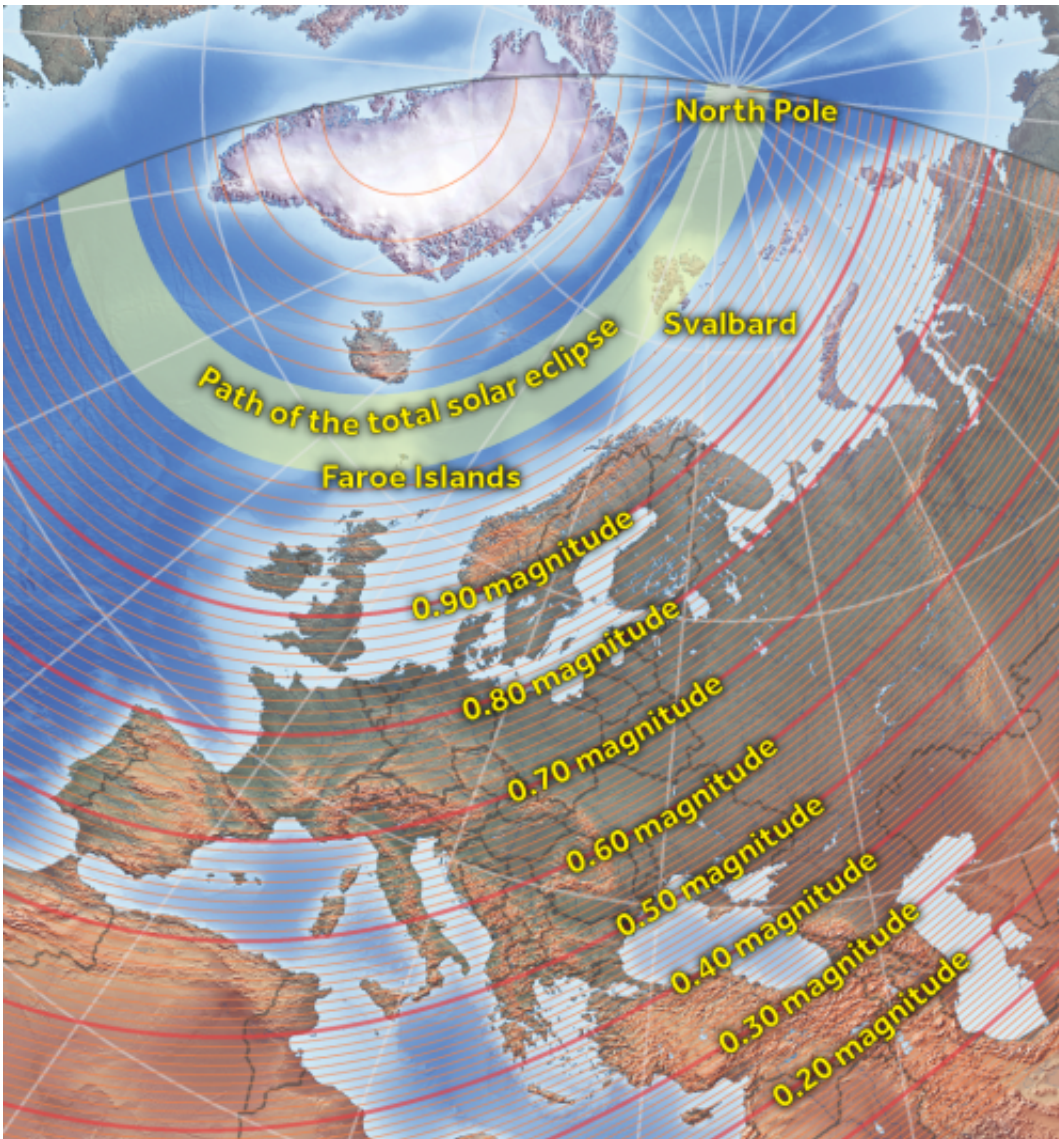 North Pole
Svalbard
Path of the total solar eclipse
Faroe Islands
0.90 magnitude
0.80 magnitude
0.70 magnitude
0.60 magnitude
0.50 magnitude
0.40 magnitude
0.30 magnitude
0.20 magnitude